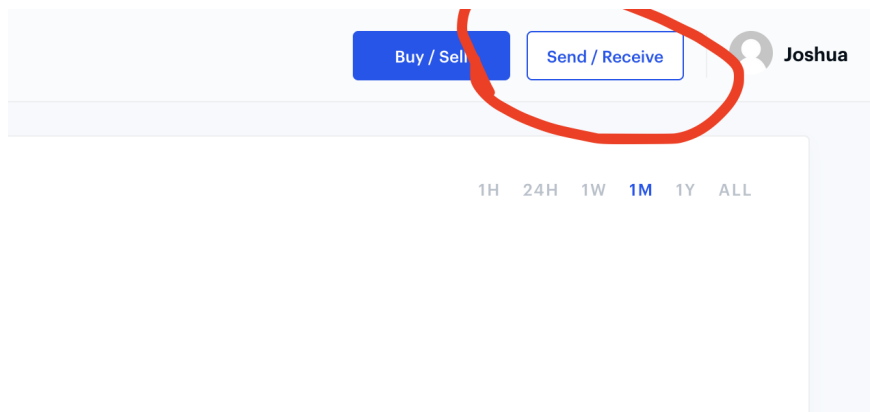 Buy / Sell
Send / Receive
Joshua
1H 24H 1W 1M 1Y ALL